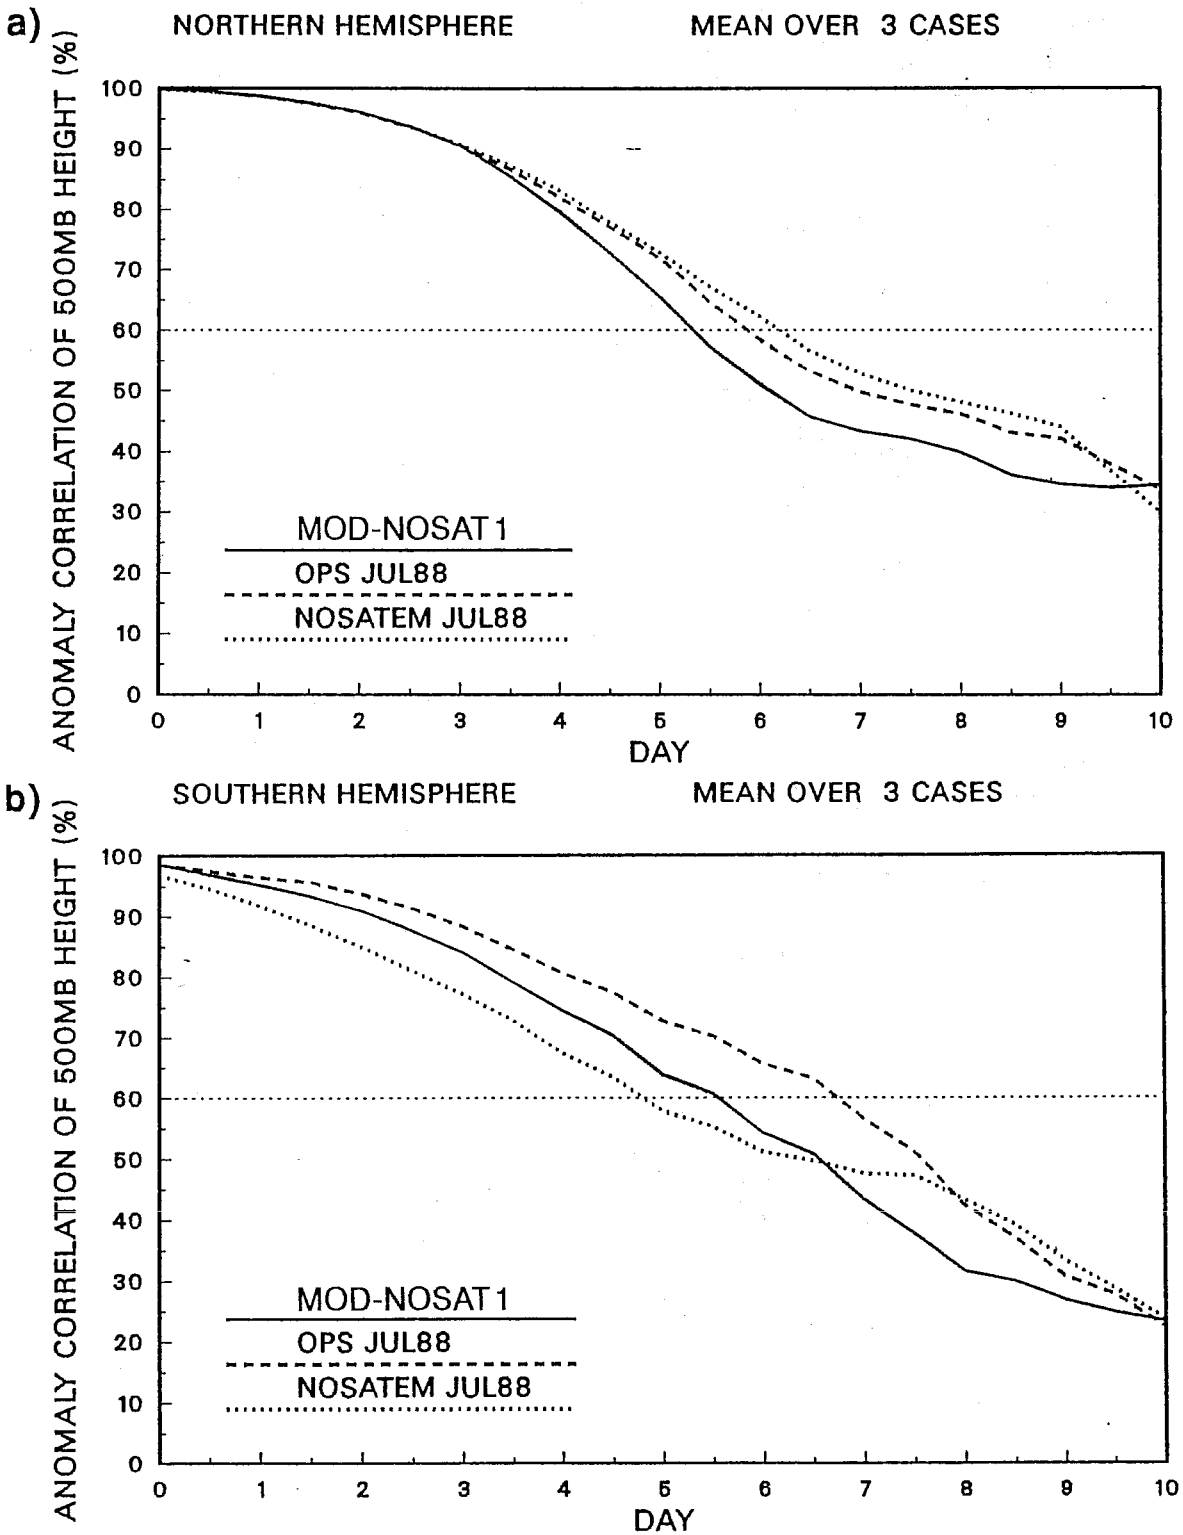 a) NORTHERN HEMISPHERE MEAN OVER 3 CASES
ANOMALY CORRELATION OF 500MB HEIGHT (%)
100
90
80
70
60
50
40
30
20
10
0
MOD-NOSAT1
OPS JUL88
NOSATEM JUL88
0 1 2 3 4 5 6 7 8 9 10
DAY
b) SOUTHERN HEMISPHERE MEAN OVER 3 CASES
ANOMALY CORRELATION OF 500MB HEIGHT (%)
100
90
80
70
60
50
40
30
20
10
0
MOD-NOSAT1
OPS JUL88
NOSATEM JUL88
0 1 2 3 4 5 6 7 8 9 10
DAY